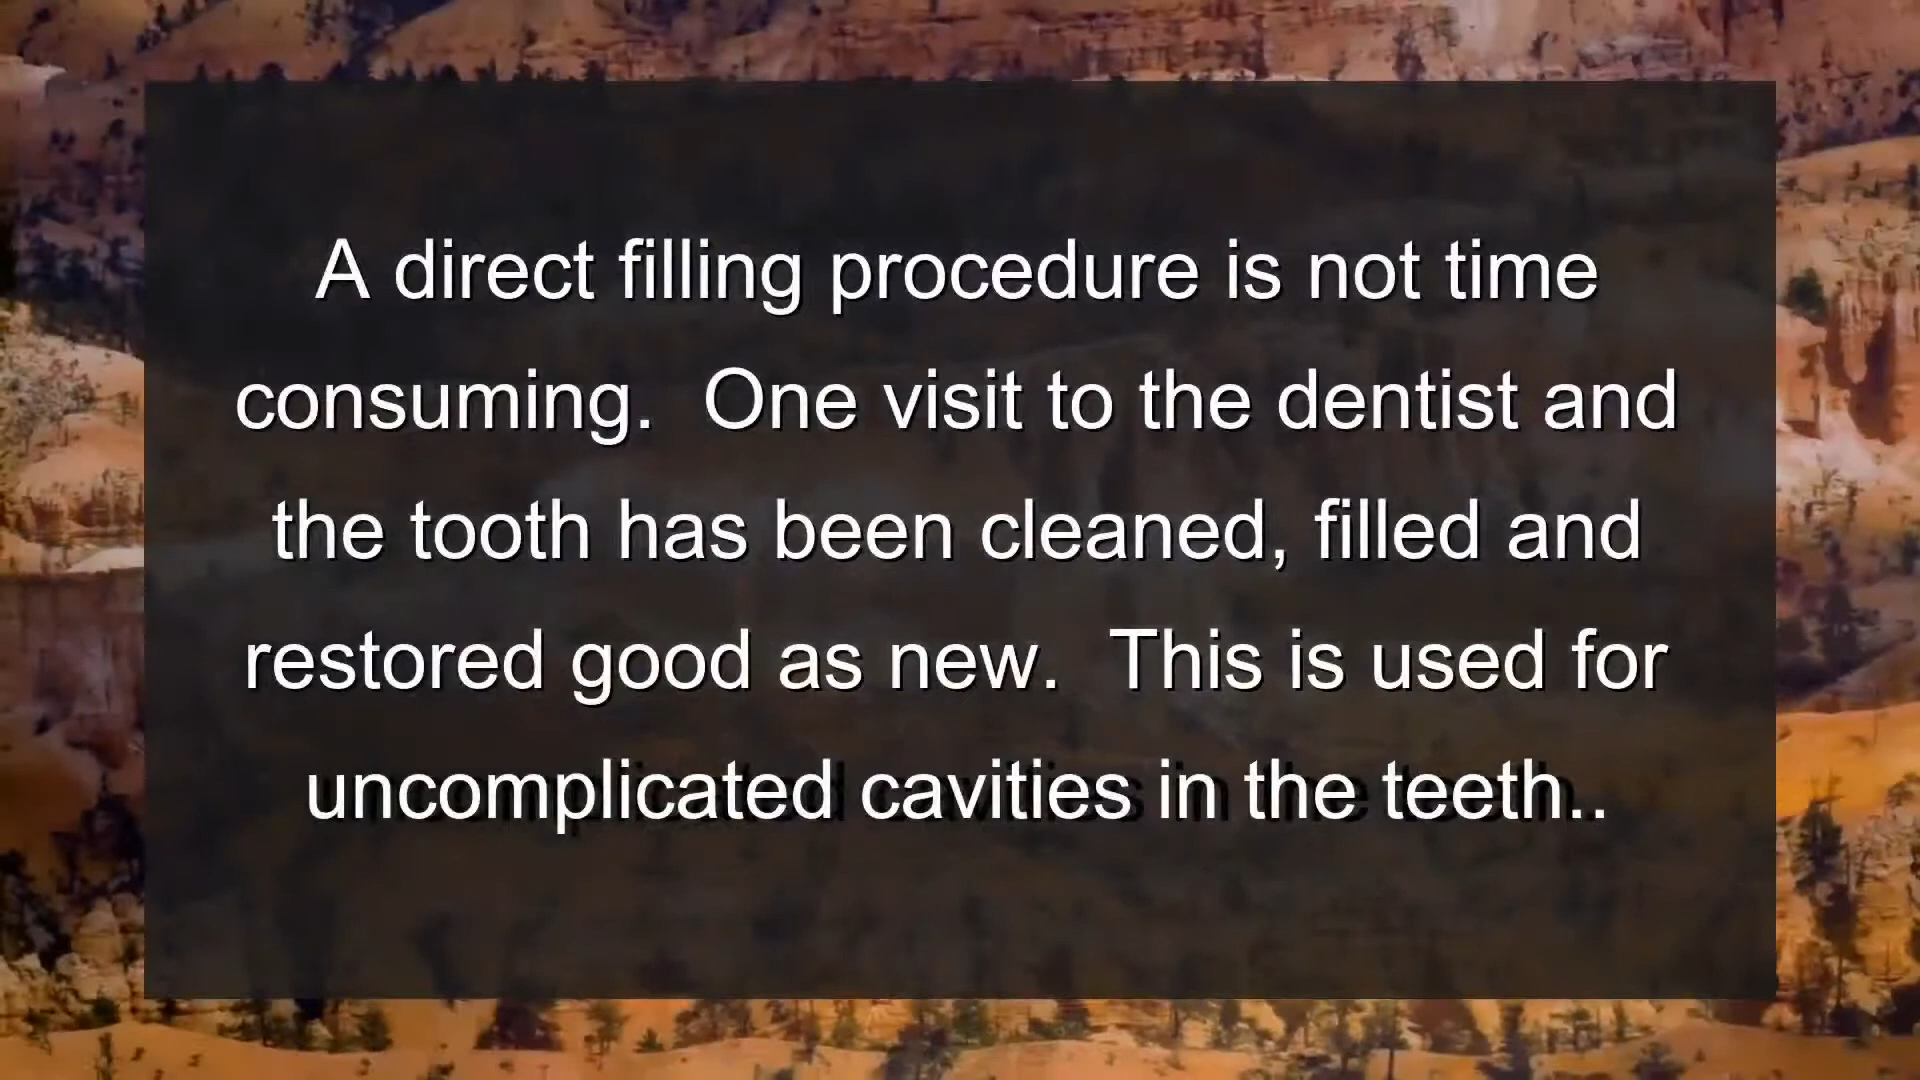 A direct filling procedure is not time
consuming.  One visit to the dentist and
the tooth has been cleaned, filled and
restored good as new.  This is used for
uncomplicated cavities in the teeth..